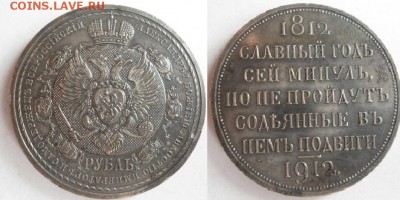 COINS.LAVE.RU
РУБЛЬ
1812.
СЛАВНЫЙ ГОДЪ
СЕЙ МИНУЛЪ,
НО НЕ ПРОЙДУТЪ
СОДѢЯННЫЕ ВЪ
НЕМЪ ПОДВИГИ
1912.